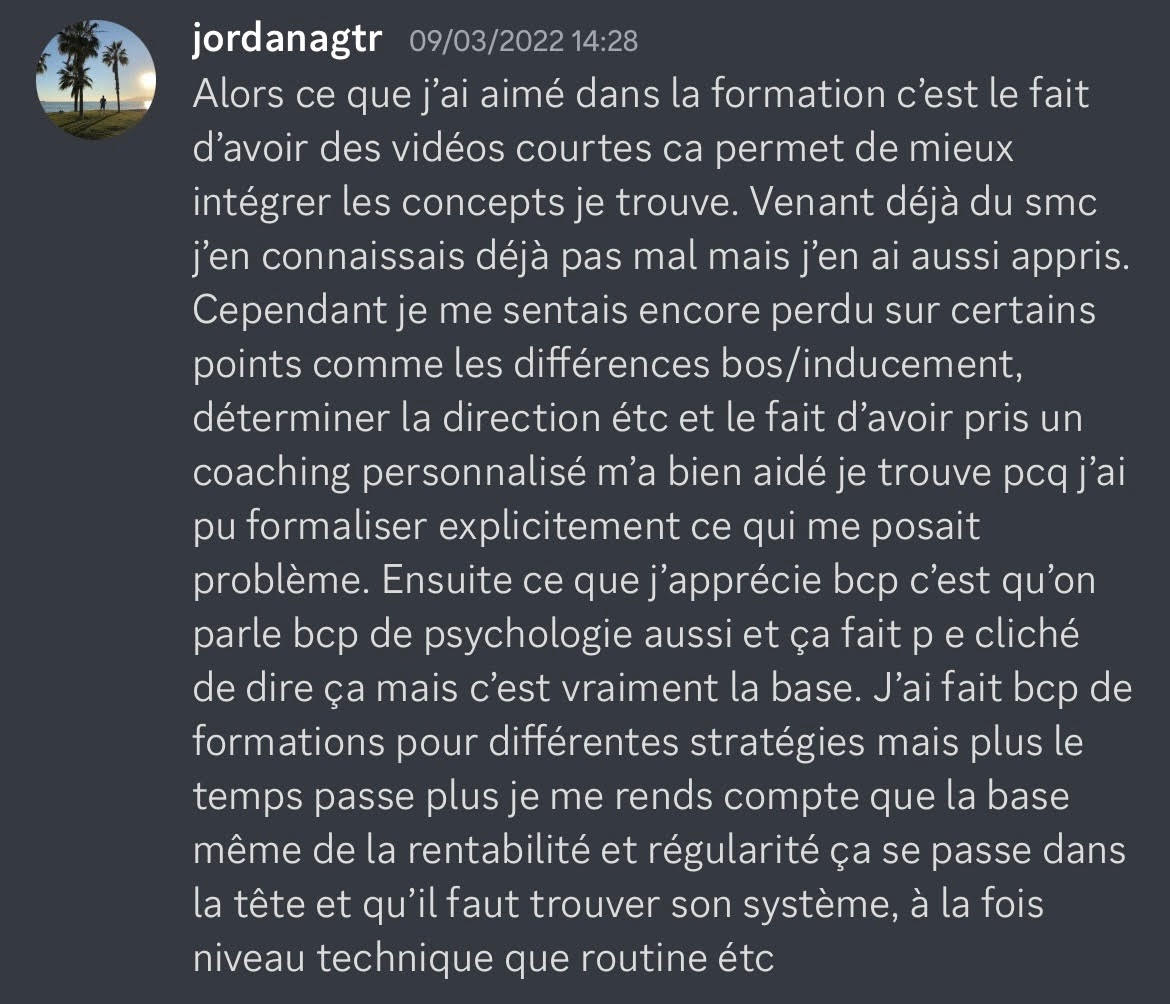 jordanagtr 09/03/2022 14:28
Alors ce que j’ai aimé dans la formation c’est le fait
d’avoir des vidéos courtes ca permet de mieux
intégrer les concepts je trouve. Venant déjà du smc
j’en connaissais déjà pas mal mais j’en ai aussi appris.
Cependant je me sentais encore perdu sur certains
points comme les différences bos/inducement,
déterminer la direction étc et le fait d’avoir pris un
coaching personnalisé m’a bien aidé je trouve pcq j’ai
pu formaliser explicitement ce qui me posait
problème. Ensuite ce que j’apprécie bcp c’est qu’on
parle bcp de psychologie aussi et ça fait p e cliché
de dire ça mais c’est vraiment la base. J’ai fait bcp de
formations pour différentes stratégies mais plus le
temps passe plus je me rends compte que la base
même de la rentabilité et régularité ça se passe dans
la tête et qu’il faut trouver son système, à la fois
niveau technique que routine étc